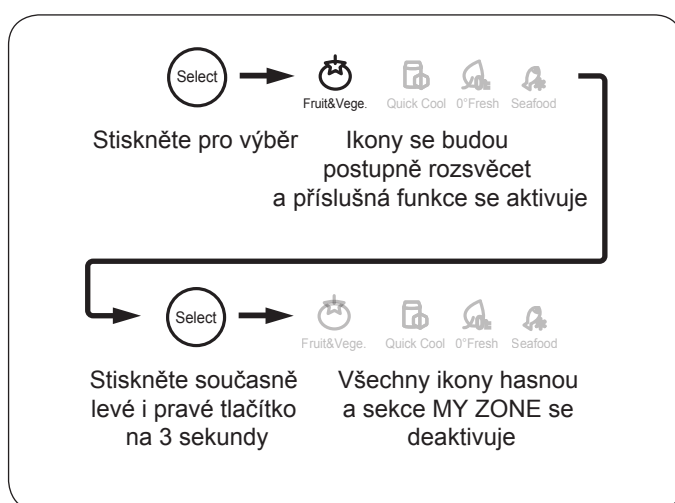 Select
Fruit&Vege. Quick Cool 0°Fresh Seafood
Stiskněte pro výběr
Ikony se budou
postupně rozsvěcet
a příslušná funkce se aktivuje
Select
Fruit&Vege. Quick Cool 0°Fresh Seafood
Stiskněte současně
levé i pravé tlačítko
na 3 sekundy
Všechny ikony hasnou
a sekce MY ZONE se
deaktivuje